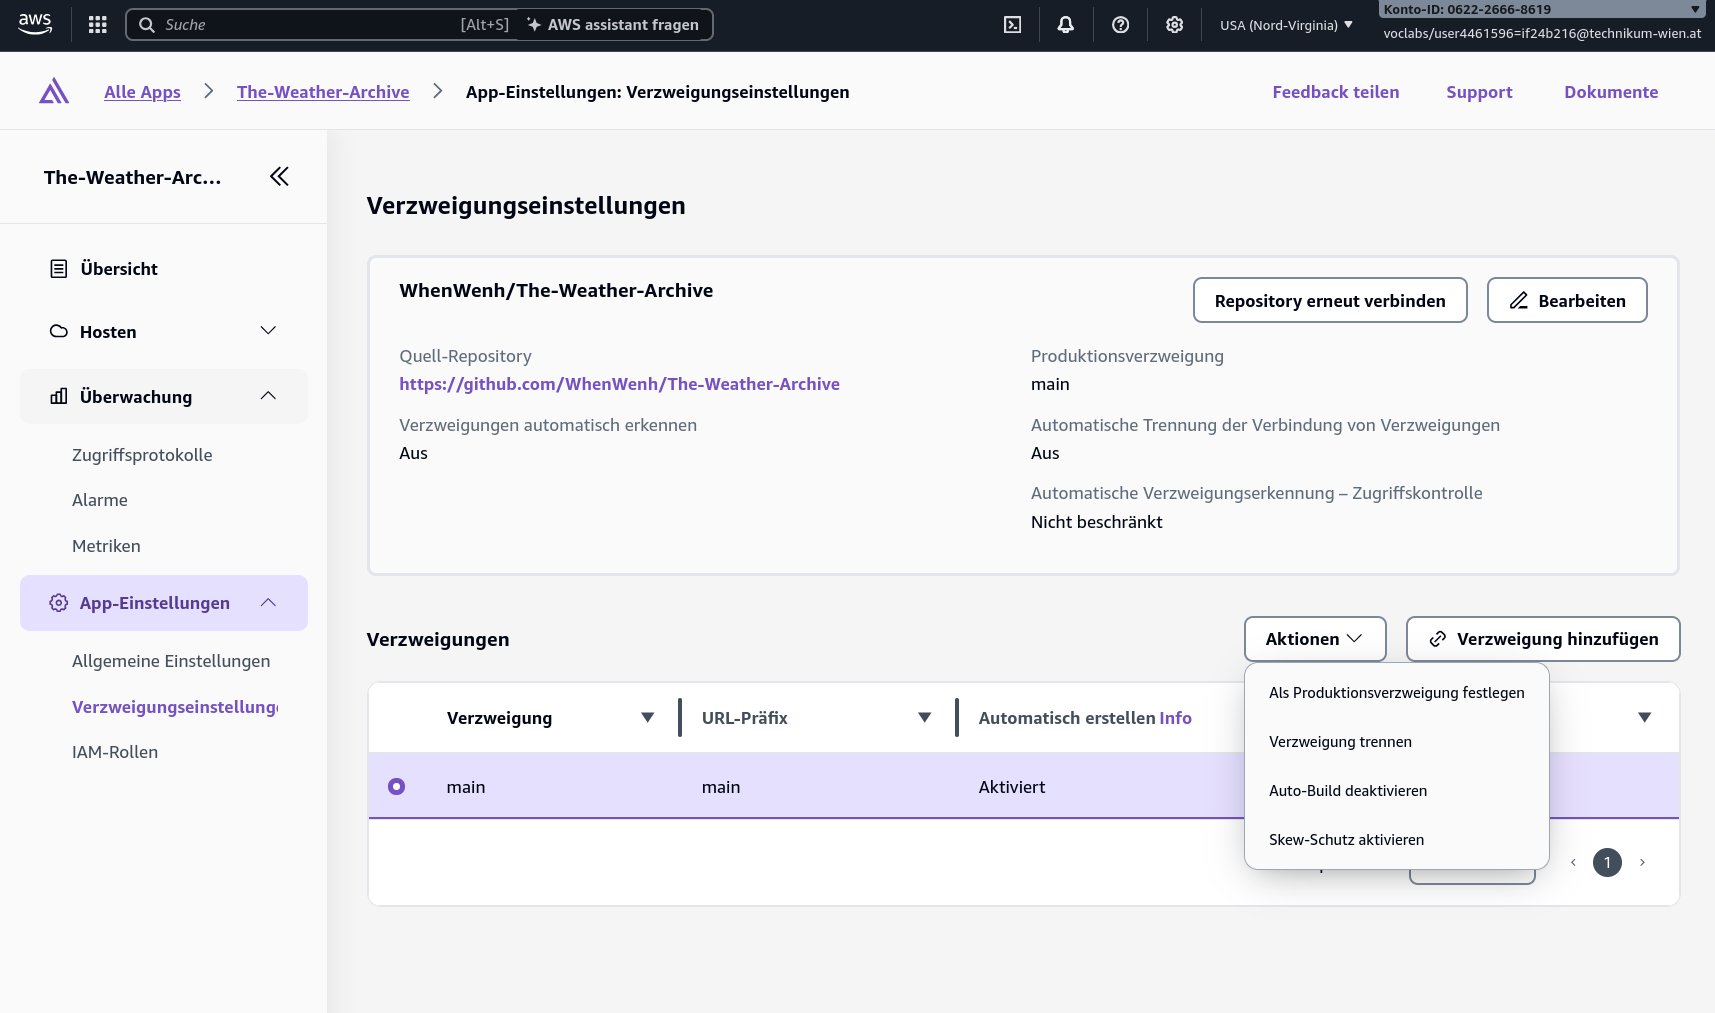 aws
Suche [Alt+S] AWS assistant fragen
USA (Nord-Virginia)
Konto-ID: 0622-2666-8619
voclabs/user4461596=if24b216@technikum-wien.at
Alle Apps
The-Weather-Archive
App-Einstellungen: Verzweigungseinstellungen
Feedback teilen
Support
Dokumente
The-Weather-Arc...
Übersicht
Hosten
Überwachung
Zugriffsprotokolle
Alarme
Metriken
App-Einstellungen
Allgemeine Einstellungen
Verzweigungseinstellung
IAM-Rollen
Verzweigungseinstellungen
WhenWenh/The-Weather-Archive
Repository erneut verbinden
Bearbeiten
Quell-Repository
https://github.com/WhenWenh/The-Weather-Archive
Verzweigungen automatisch erkennen
Aus
Produktionsverzweigung
main
Automatische Trennung der Verbindung von Verzweigungen
Aus
Automatische Verzweigungserkennung – Zugriffskontrolle
Nicht beschränkt
Verzweigungen
Aktionen
Verzweigung hinzufügen
Als Produktionsverzweigung festlegen
Verzweigung trennen
Auto-Build deaktivieren
Skew-Schutz aktivieren
Verzweigung URL-Präfix Automatisch erstellen Info
main main Aktiviert
1